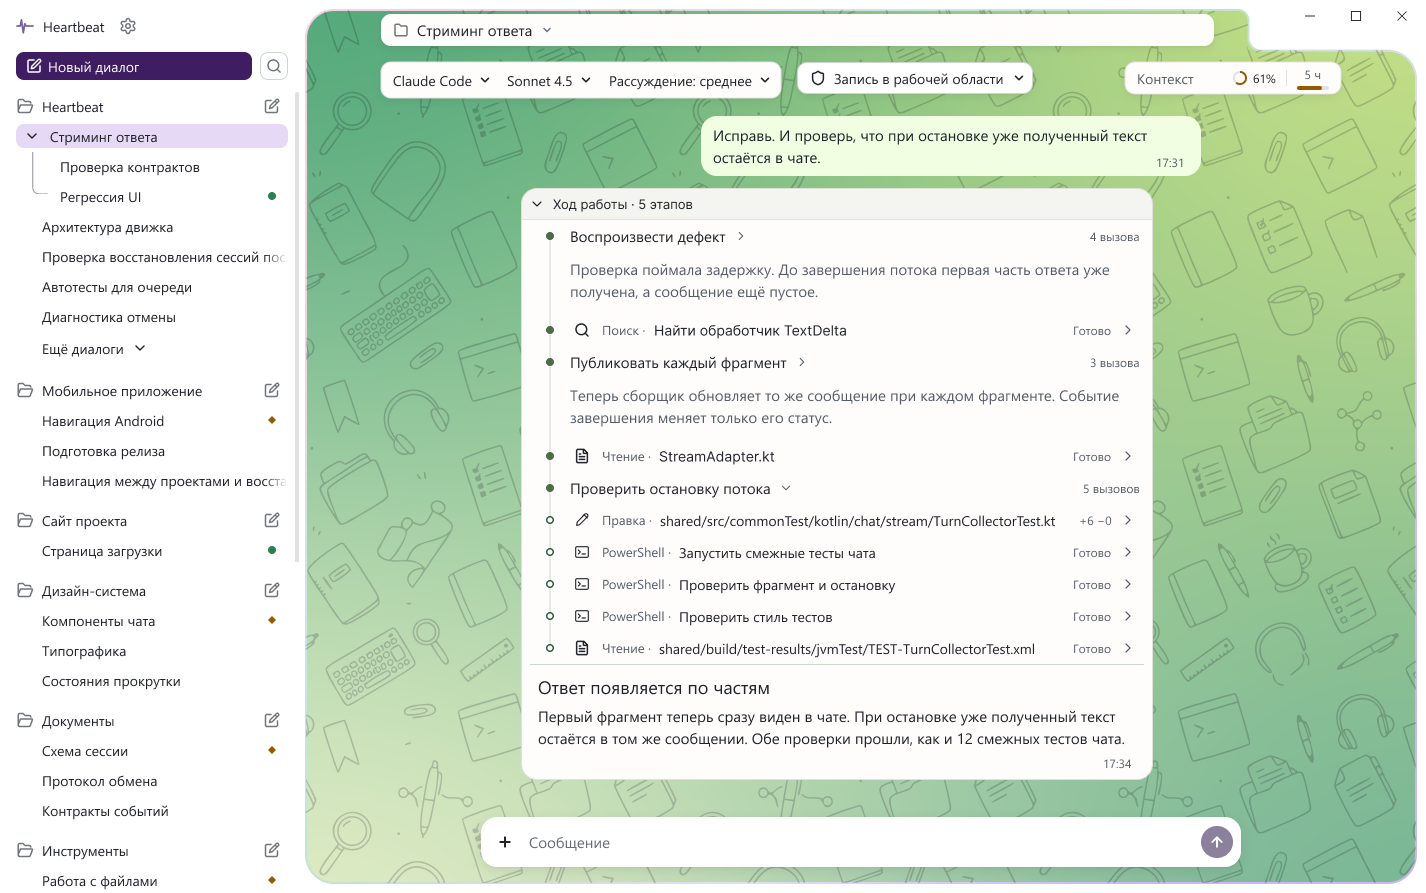 Heartbeat
Новый диалог
Heartbeat
Стриминг ответа
Проверка контрактов
Регрессия UI
Архитектура движка
Проверка восстановления сессий пос
Автотесты для очереди
Диагностика отмены
Ещё диалоги
Мобильное приложение
Навигация Android
Подготовка релиза
Навигация между проектами и восста
Сайт проекта
Страница загрузки
Дизайн-система
Компоненты чата
Типографика
Состояния прокрутки
Документы
Схема сессии
Протокол обмена
Контракты событий
Инструменты
Работа с файлами
Стриминг ответа
Claude Code Sonnet 4.5 Рассуждение: среднее
Запись в рабочей области
Контекст 61% 5 ч
Исправь. И проверь, что при остановке уже полученный текст
остаётся в чате.
17:31
Ход работы · 5 этапов
Воспроизвести дефект 4 вызова
Проверка поймала задержку. До завершения потока первая часть ответа уже
получена, а сообщение ещё пустое.
Поиск · Найти обработчик TextDelta Готово
Публиковать каждый фрагмент 3 вызова
Теперь сборщик обновляет то же сообщение при каждом фрагменте. Событие
завершения меняет только его статус.
Чтение · StreamAdapter.kt Готово
Проверить остановку потока 5 вызовов
Правка · shared/src/commonTest/kotlin/chat/stream/TurnCollectorTest.kt +6 −0
PowerShell · Запустить смежные тесты чата Готово
PowerShell · Проверить фрагмент и остановку Готово
PowerShell · Проверить стиль тестов Готово
Чтение · shared/build/test-results/jvmTest/TEST-TurnCollectorTest.xml Готово
Ответ появляется по частям
Первый фрагмент теперь сразу виден в чате. При остановке уже полученный текст
остаётся в том же сообщении. Обе проверки прошли, как и 12 смежных тестов чата.
17:34
Сообщение